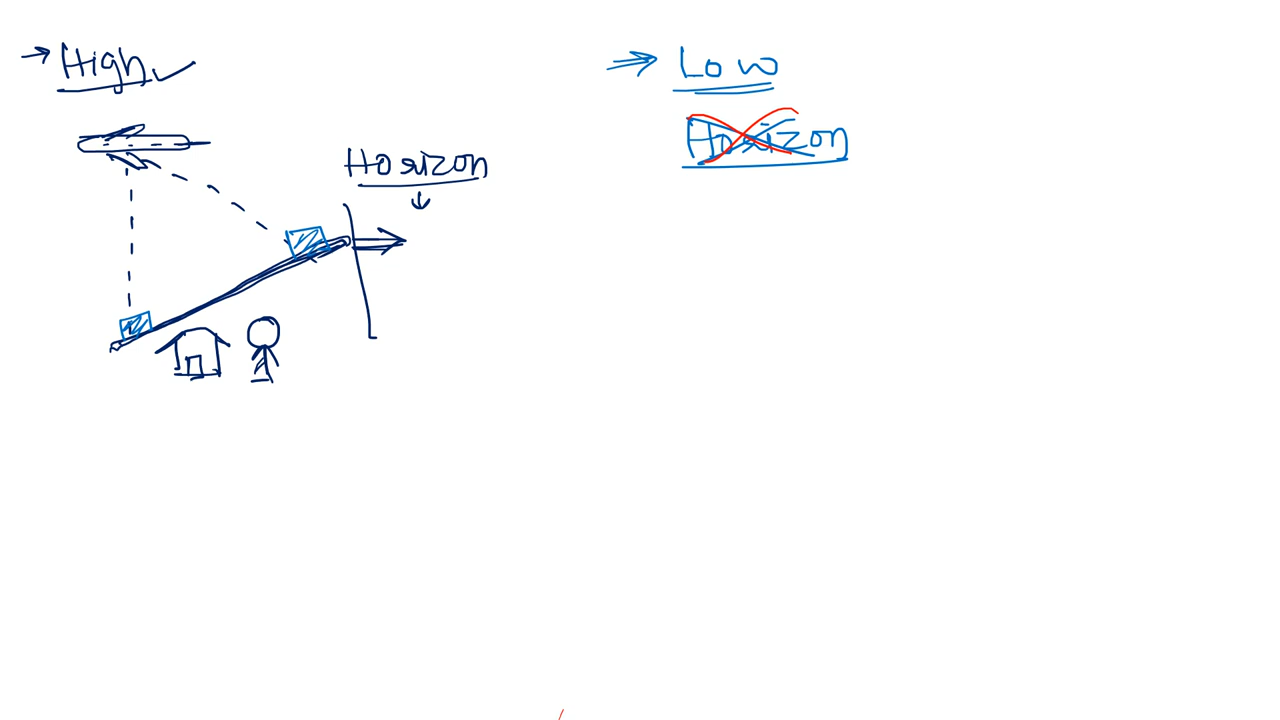 → High ✓
Horizon
↓
⇒ Low
Horizon